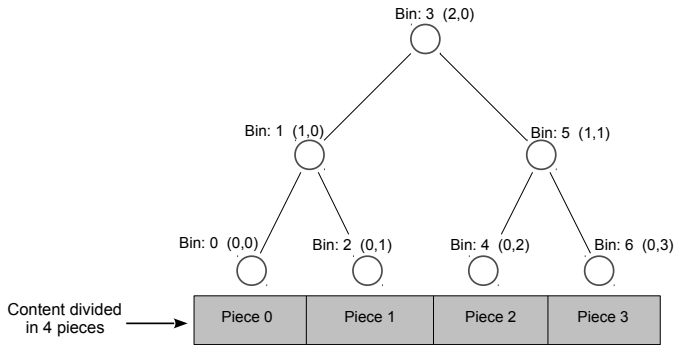 Bin: 3 (2,0)
Bin: 1 (1,0)
Bin: 5 (1,1)
Bin: 0 (0,0)
Bin: 2 (0,1)
Bin: 4 (0,2)
Bin: 6 (0,3)
Content divided
in 4 pieces
Piece 0
Piece 1
Piece 2
Piece 3